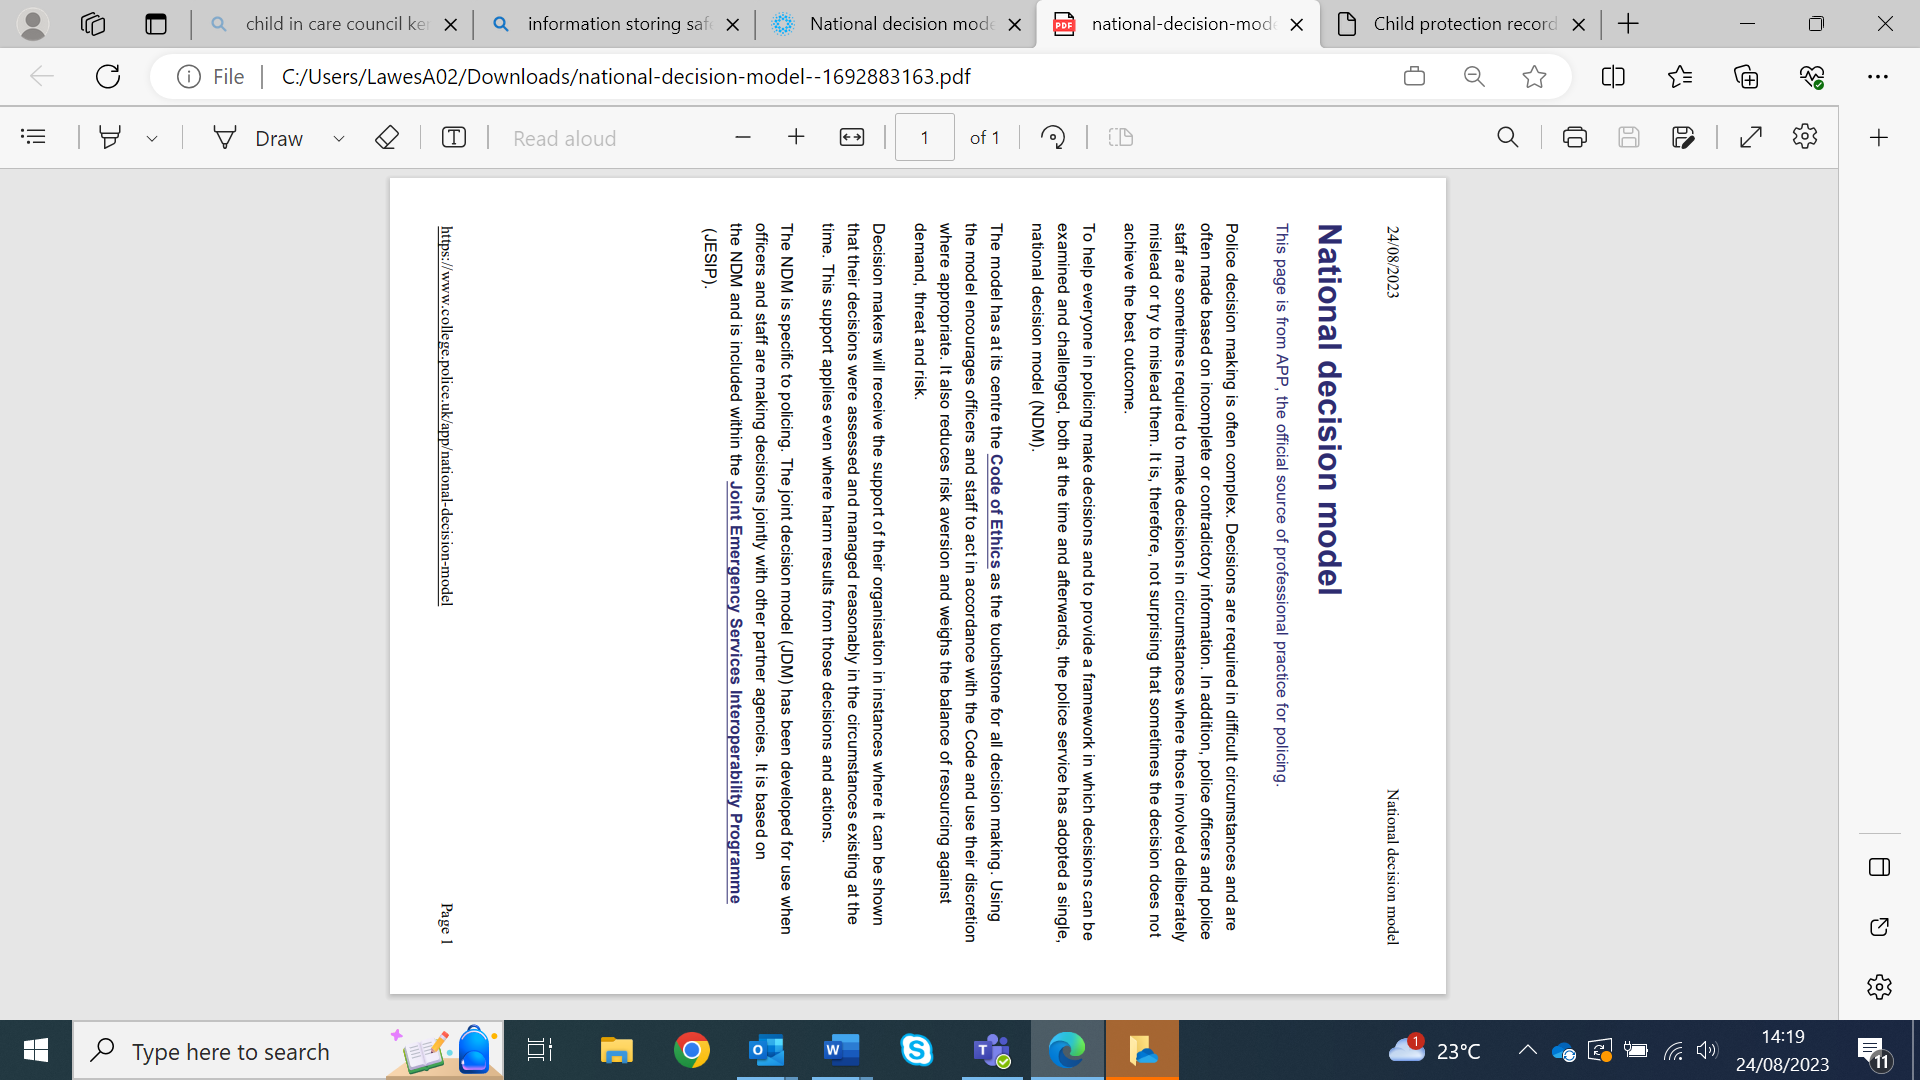 child in care council ke
information storing saf
National decision mode
national-decision-mode
Child protection record
File
C:/Users/LawesA02/Downloads/national-decision-model--1692883163.pdf
Draw
Read aloud
1
of 1
24/08/2023
National decision model
National decision model
This page is from APP, the official source of professional practice for policing.
Police decision making is often complex. Decisions are required in difficult circumstances and are
often made based on incomplete or contradictory information. In addition, police officers and police
staff are sometimes required to make decisions in circumstances where those involved deliberately
mislead or try to mislead them. It is, therefore, not surprising that sometimes the decision does not
achieve the best outcome.
To help everyone in policing make decisions and to provide a framework in which decisions can be
examined and challenged, both at the time and afterwards, the police service has adopted a single,
national decision model (NDM).
The model has at its centre the Code of Ethics as the touchstone for all decision making. Using
the model encourages officers and staff to act in accordance with the Code and use their discretion
where appropriate. It also reduces risk aversion and weighs the balance of resourcing against
demand, threat and risk.
Decision makers will receive the support of their organisation in instances where it can be shown
that their decisions were assessed and managed reasonably in the circumstances existing at the
time. This support applies even where harm results from those decisions and actions.
The NDM is specific to policing. The joint decision model (JDM) has been developed for use when
officers and staff are making decisions jointly with other partner agencies. It is based on
the NDM and is included within the Joint Emergency Services Interoperability Programme
(JESIP).
https://www.college.police.uk/app/national-decision-model
Page 1
Type here to search
1
23°C
14:19
24/08/2023
11